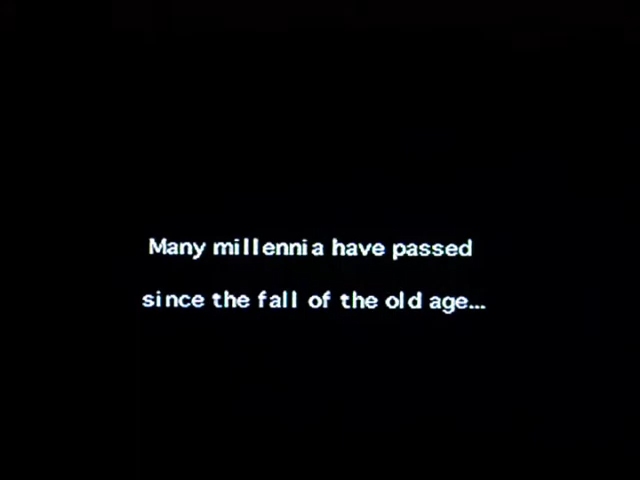 Many millennia have passed
since the fall of the old age...